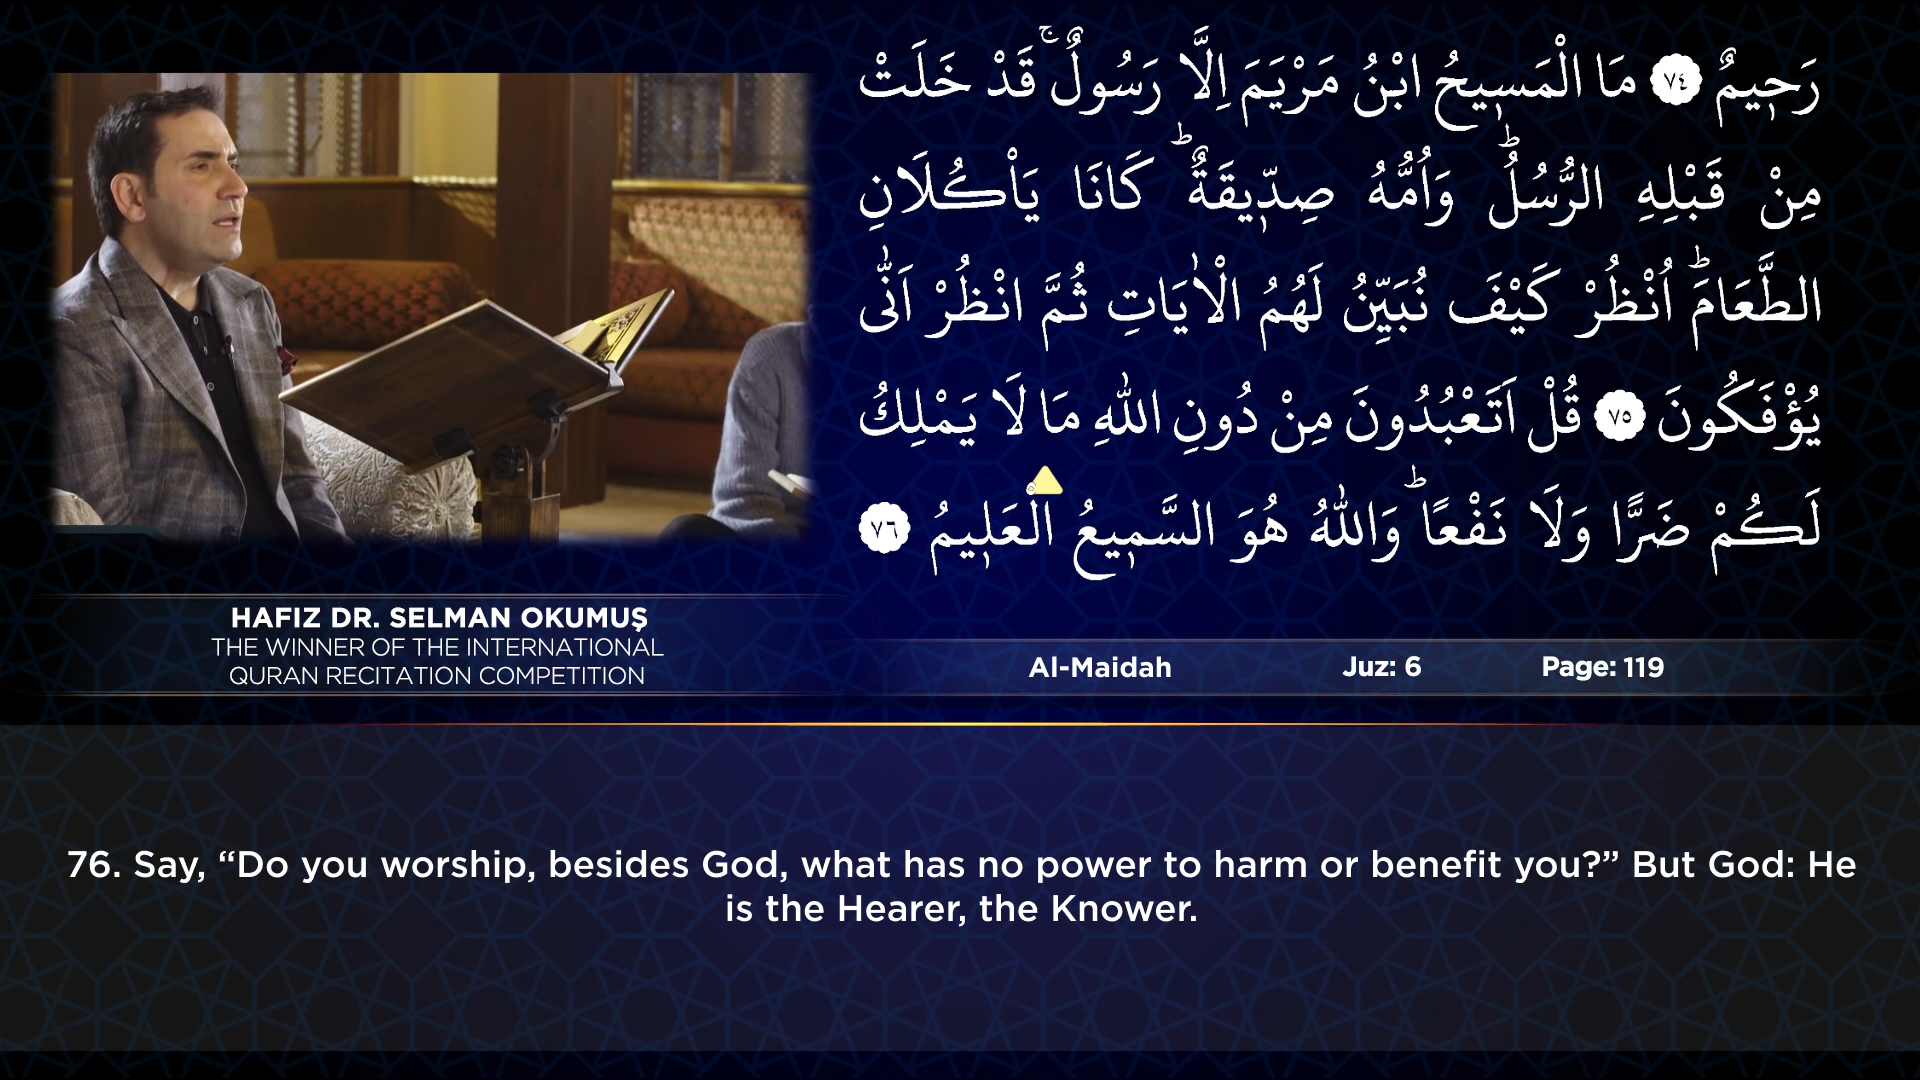 رَحٖيمٌ ﴿٧٤﴾ مَا الْمَسٖيحُ ابْنُ مَرْيَمَ اِلَّا رَسُولٌۚ قَدْ خَلَتْ
مِنْ قَبْلِهِ الرُّسُلُؕ وَاُمُّهُ صِدّٖيقَةٌؕ كَانَا يَاْكُلَانِ
الطَّعَامَؕ اُنْظُرْ كَيْفَ نُبَيِّنُ لَهُمُ الْاٰيَاتِ ثُمَّ انْظُرْ اَنّٰى
يُؤْفَكُونَ ﴿٧٥﴾ قُلْ اَتَعْبُدُونَ مِنْ دُونِ اللّٰهِ مَا لَا يَمْلِكُ
لَكُمْ ضَرًّا وَلَا نَفْعًاؕ وَاللّٰهُ هُوَ السَّمٖيعُ الْعَلٖيمُ ﴿٧٦﴾
HAFIZ DR. SELMAN OKUMUŞ
THE WINNER OF THE INTERNATIONAL
QURAN RECITATION COMPETITION
Al-Maidah Juz: 6 Page: 119
76. Say, “Do you worship, besides God, what has no power to harm or benefit you?” But God: He
is the Hearer, the Knower.